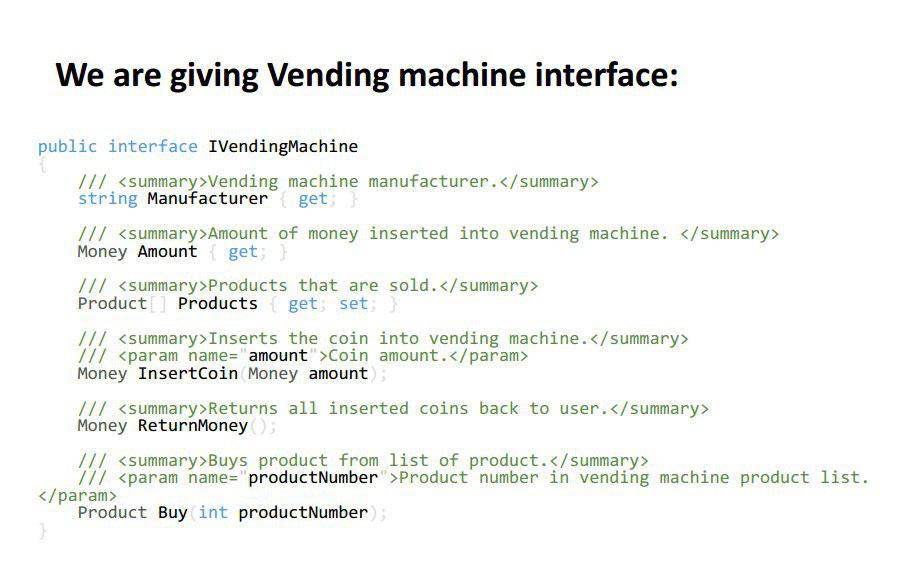 We are giving Vending machine interface:
public interface IVendingMachine
{
/// <summary>Vending machine manufacturer.</summary>
string Manufacturer { get; }
/// <summary>Amount of money inserted into vending machine. </summary>
Money Amount { get; }
/// <summary>Products that are sold.</summary>
Product[] Products { get; set; }
/// <summary>Inserts the coin into vending machine.</summary>
/// <param name="amount">Coin amount.</param>
Money InsertCoin(Money amount);
/// <summary>Returns all inserted coins back to user.</summary>
Money ReturnMoney();
/// <summary>Buys product from list of product.</summary>
/// <param name="productNumber">Product number in vending machine product list.
</param>
Product Buy(int productNumber);
}